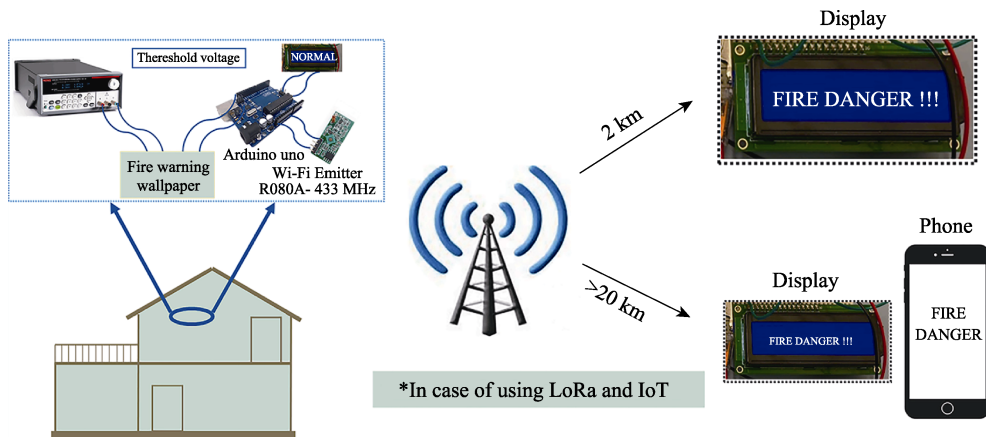 Thereshold voltage
NORMAL
Fire warning
wallpaper
Arduino uno
Wi-Fi Emitter
R080A- 433 MHz
2 km
>20 km
*In case of using LoRa and IoT
Display
FIRE DANGER !!!
Display
FIRE DANGER !!!
Phone
FIRE
DANGER